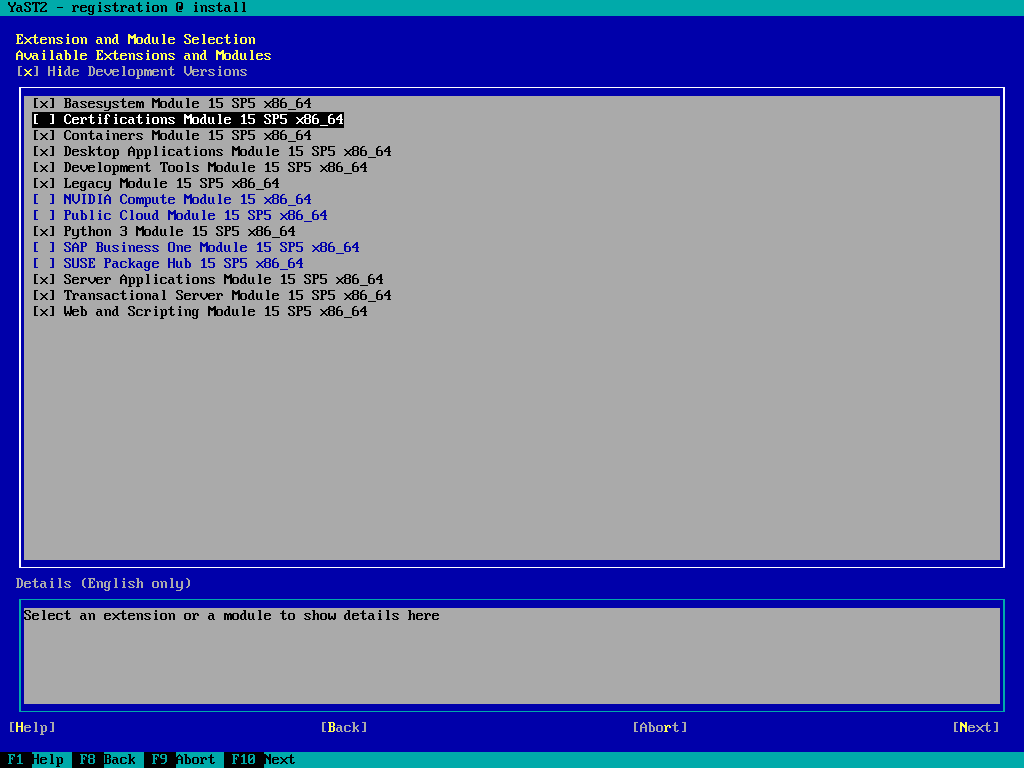 YaST2 - registration @ install
Extension and Module Selection
Available Extensions and Modules
[x] Hide Development Versions
[x] Basesystem Module 15 SP5 x86_64
[ ] Certifications Module 15 SP5 x86_64
[x] Containers Module 15 SP5 x86_64
[x] Desktop Applications Module 15 SP5 x86_64
[x] Development Tools Module 15 SP5 x86_64
[x] Legacy Module 15 SP5 x86_64
[ ] NVIDIA Compute Module 15 SP5 x86_64
[ ] Public Cloud Module 15 SP5 x86_64
[x] Python 3 Module 15 SP5 x86_64
[ ] SAP Business One Module 15 SP5 x86_64
[ ] SUSE Package Hub 15 SP5 x86_64
[x] Server Applications Module 15 SP5 x86_64
[x] Transactional Server Module 15 SP5 x86_64
[x] Web and Scripting Module 15 SP5 x86_64
Details (English only)
Select an extension or a module to show details here
[Help] [Back] [Abort] [Next]
F1 Help F8 Back F9 Abort F10 Next